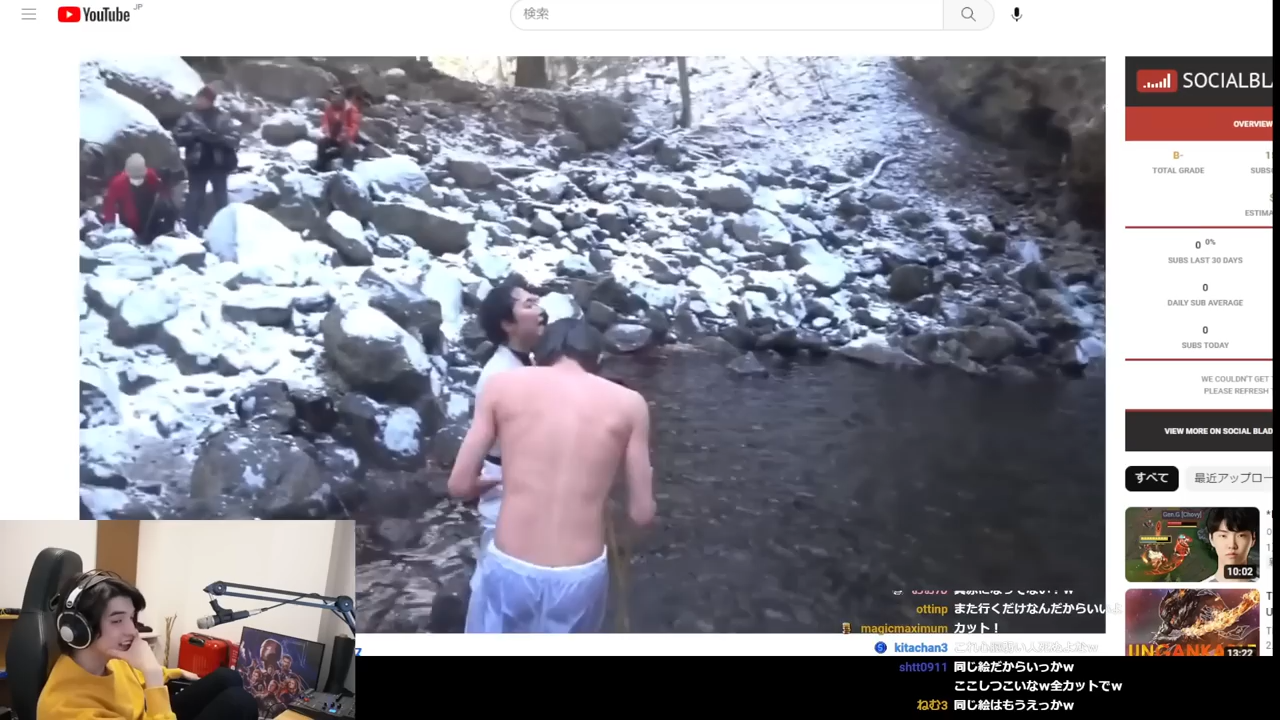 YouTube JP
検索
SOCIALBLA
OVERVIEW
B-
TOTAL GRADE
SUBS
ESTIMA
0 0%
SUBS LAST 30 DAYS
0
DAILY SUB AVERAGE
0
SUBS TODAY
WE COULDN'T GET
PLEASE REFRESH
VIEW MORE ON SOCIAL BLAD
すべて
最近アップロー
Gen.G [Chovy]
10:02
13:22
ottinp また行くだけなんだからいいよ
magicmaximum カット！
kitachan3
shtt0911 同じ絵だからいっかw
ここしつこいなw全カットでw
ねむ3 同じ絵はもうえっかw